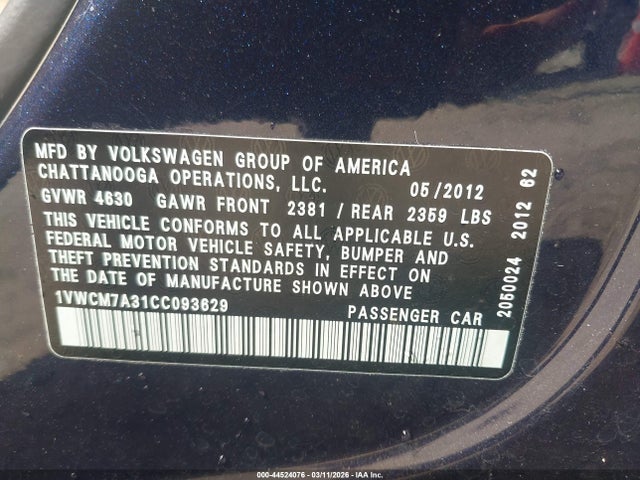 MFD BY VOLKSWAGEN GROUP OF AMERICA
CHATTANOOGA OPERATIONS, LLC. 05/2012
GVWR 4630 GAWR FRONT 2381 / REAR 2359 LBS
THIS VEHICLE CONFORMS TO ALL APPLICABLE U.S.
FEDERAL MOTOR VEHICLE SAFETY, BUMPER AND
THEFT PREVENTION STANDARDS IN EFFECT ON
THE DATE OF MANUFACTURE SHOWN ABOVE
1VWCM7A31CC093629 PASSENGER CAR
2050024 2012 62
000-44524076 - 03/11/2026 - IAA Inc.